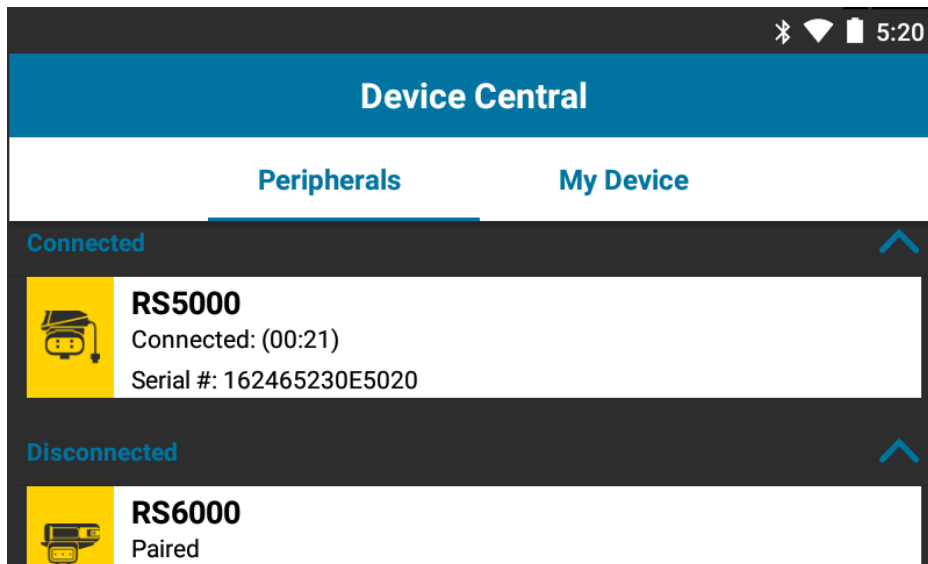 5:20
Device Central
Peripherals My Device
Connected
RS5000
Connected: (00:21)
Serial #: 162465230E5020
Disconnected
RS6000
Paired